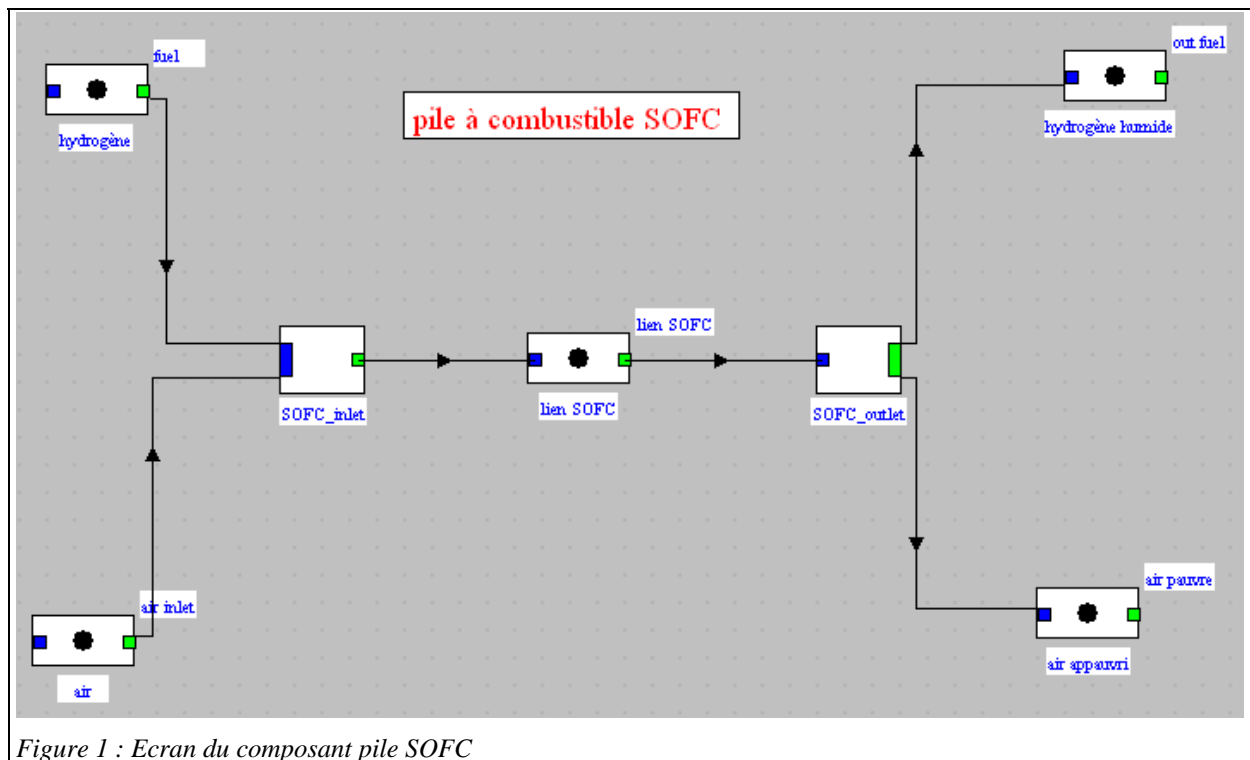 fuel
hydrogène
pile à combustible SOFC
out fuel
hydrogène humide
lien SOFC
SOFC_inlet
lien SOFC
SOFC_outlet
air inlet
air
air pauvre
air appauvri
Figure 1 : Ecran du composant pile SOFC